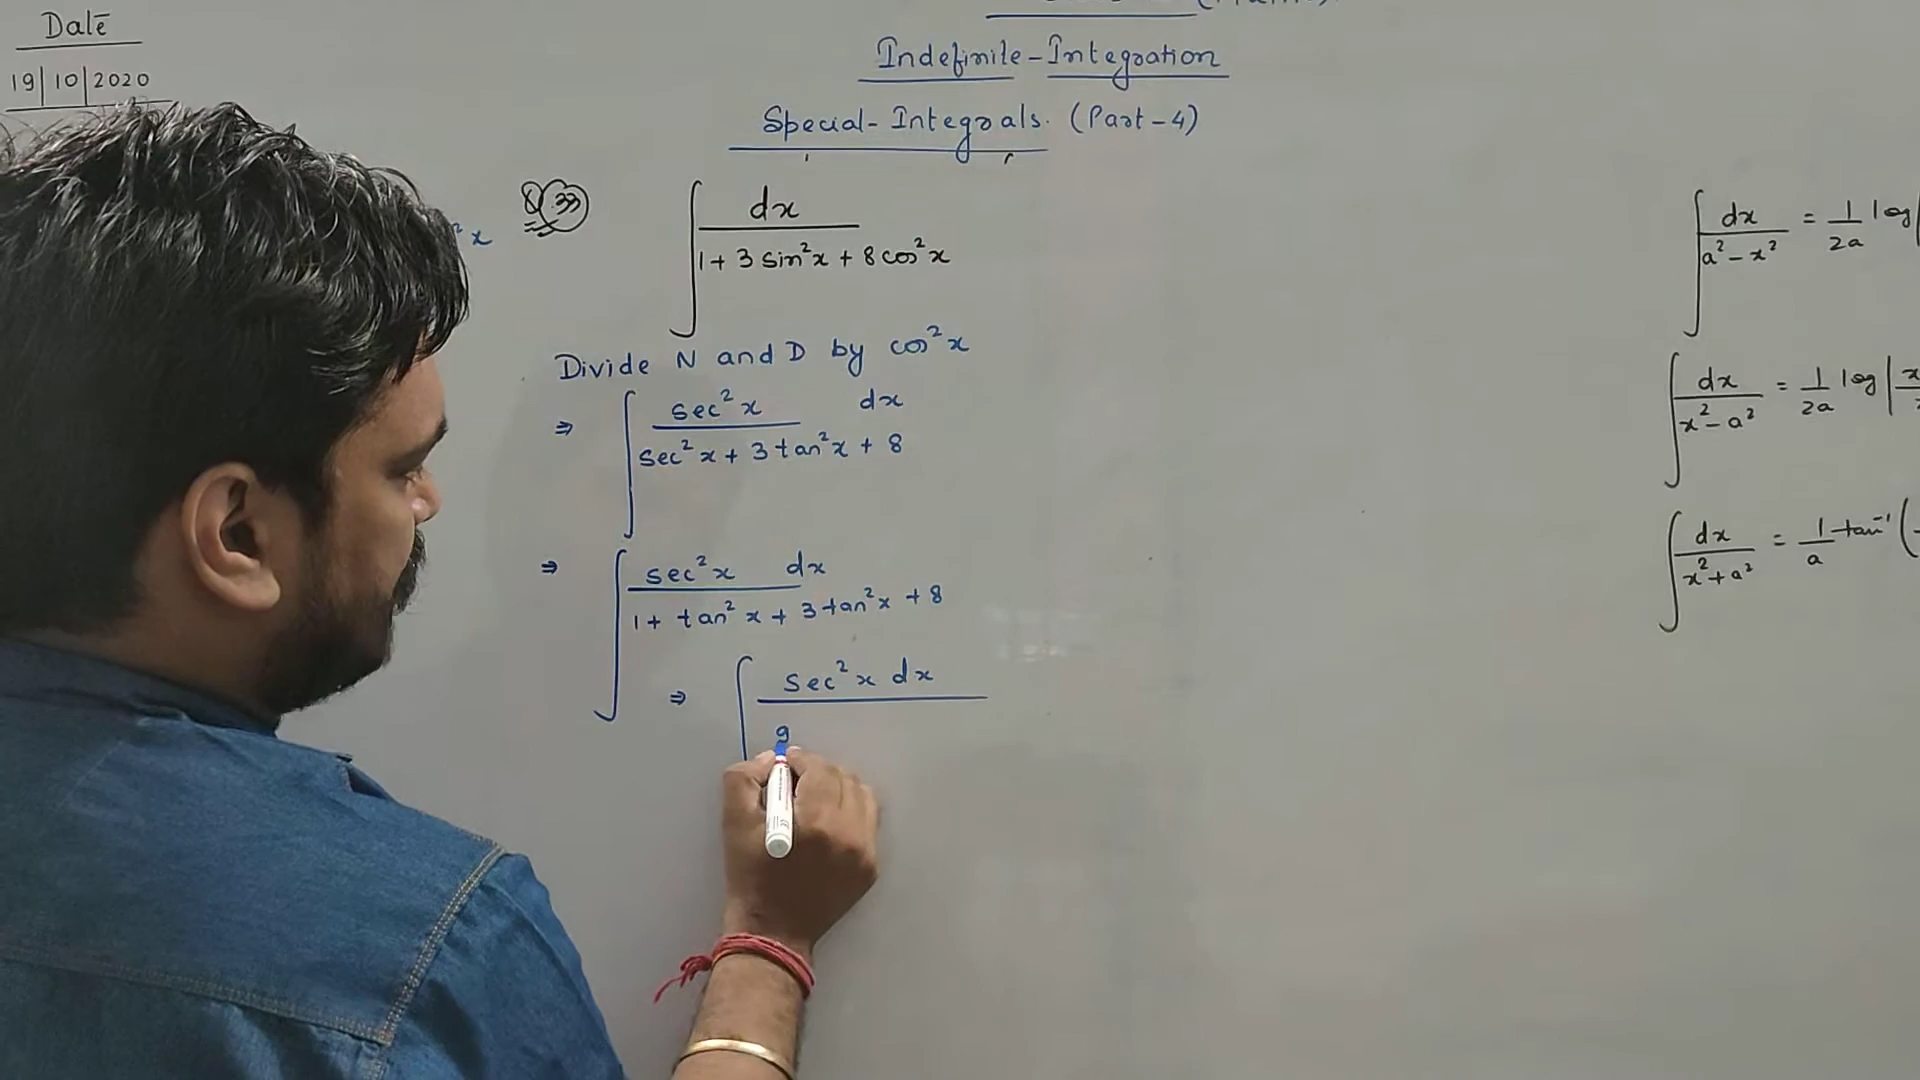 Date
19|10|2020
Indefinite-Integration
Special-Integrals. (Part-4)
² x
Q 33
∫ dx / (1 + 3 sin²x + 8 cos²x)
Divide N and D by cos²x
⇒ ∫ sec²x dx / (sec²x + 3 tan²x + 8)
⇒ ∫ sec²x dx / (1 + tan²x + 3 tan²x + 8)
⇒ ∫ sec²x dx / 9
∫ dx / (a² - x²) = 1/2a log|
∫ dx / (x² - a²) = 1/2a log|x
∫ dx / (x² + a²) = 1/a tan⁻¹(